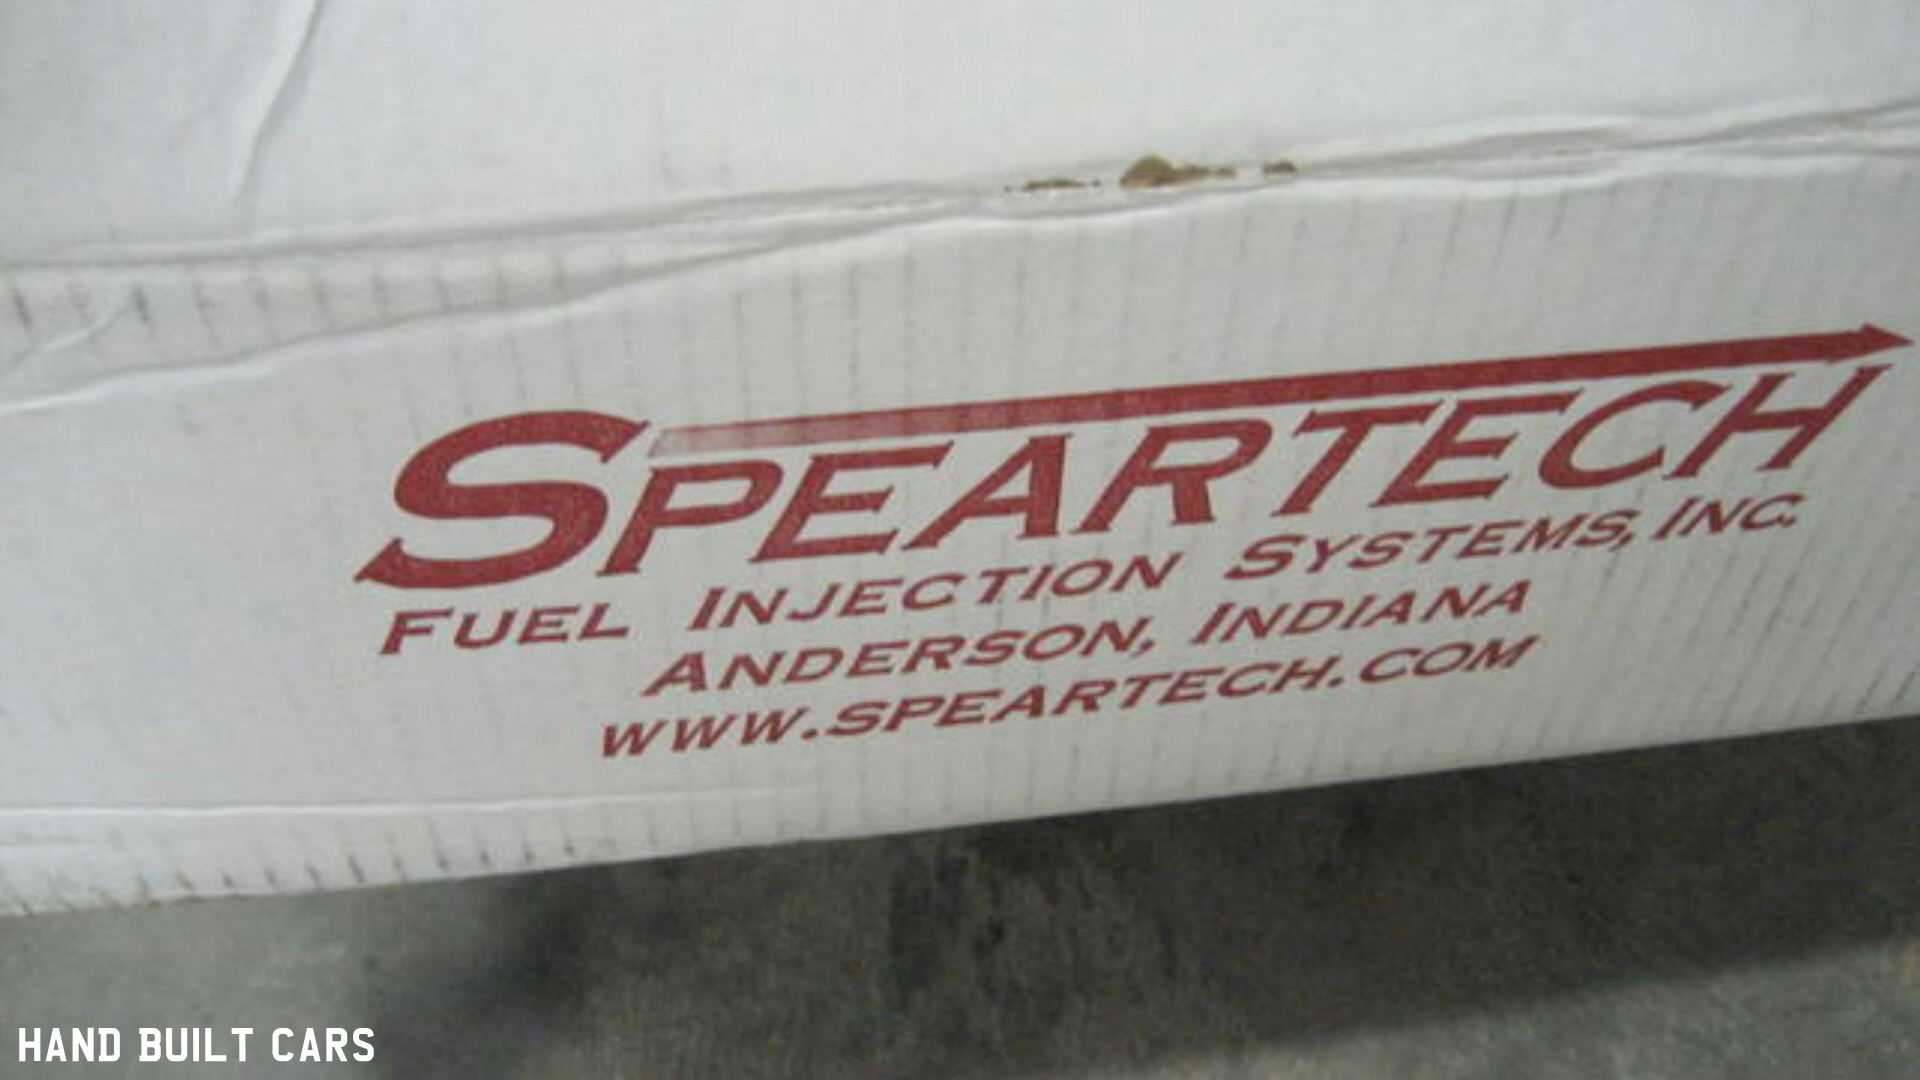 SPEARTECH
FUEL INJECTION SYSTEMS, INC.
ANDERSON, INDIANA
WWW.SPEARTECH.COM
HAND BUILT CARS